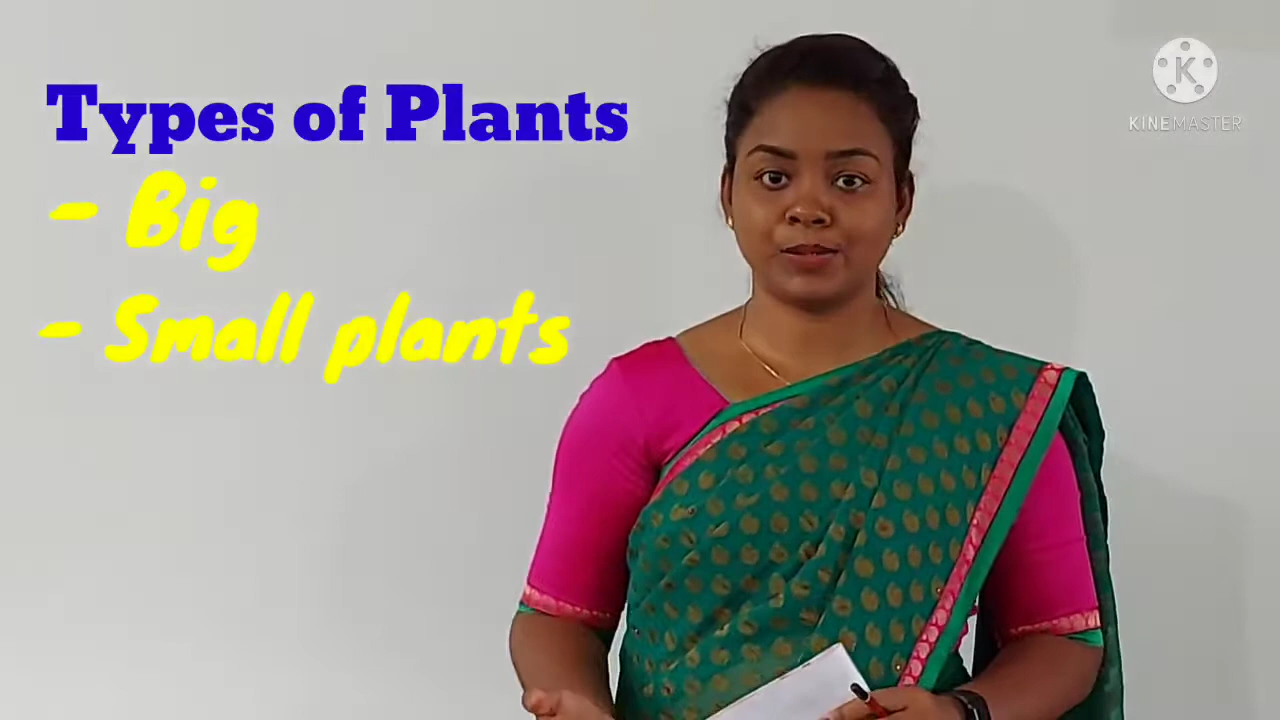 Types of Plants
- Big
- Small plants
K
KINEMASTER